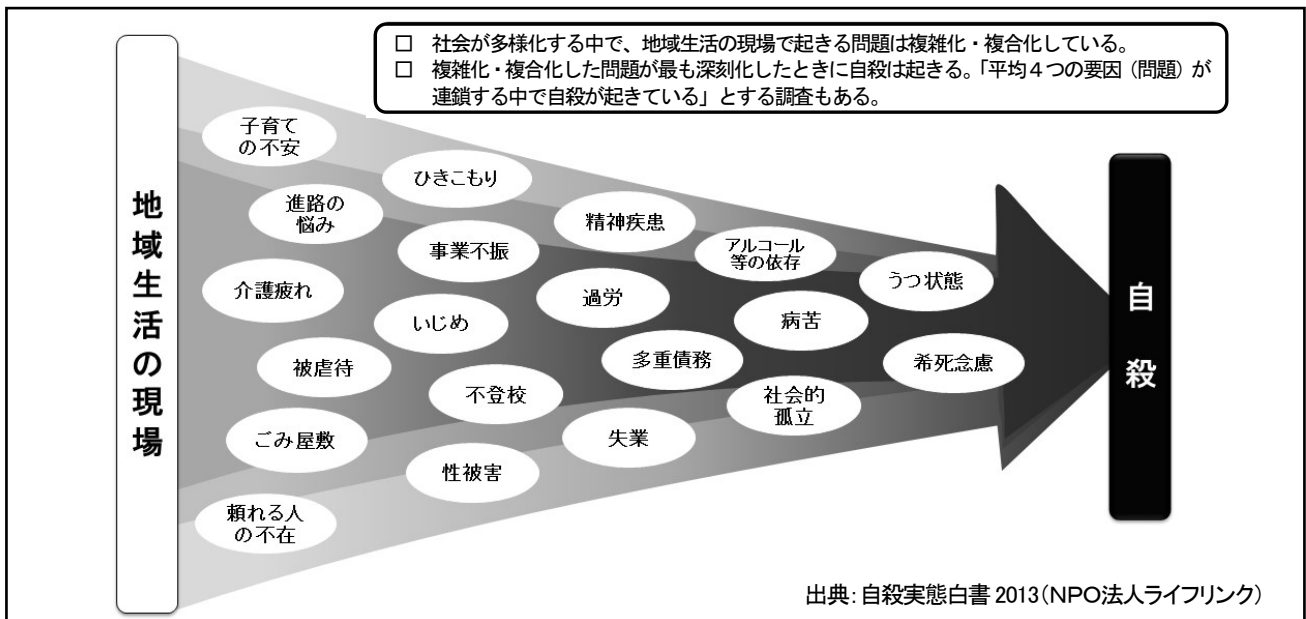 □ 社会が多様化する中で、地域生活の現場で起きる問題は複雑化・複合化している。
□ 複雑化・複合化した問題が最も深刻化したときに自殺は起きる。「平均４つの要因（問題）が
連鎖する中で自殺が起きている」とする調査もある。
地域生活の現場
子育て
の不安
進路の
悩み
介護疲れ
被虐待
ごみ屋敷
頼れる人
の不在
ひきこもり
事業不振
いじめ
不登校
性被害
精神疾患
過労
多重債務
失業
アルコール
等の依存
病苦
社会的
孤立
うつ状態
希死念慮
自殺
出典：自殺実態白書 2013（ＮＰＯ法人ライフリンク）